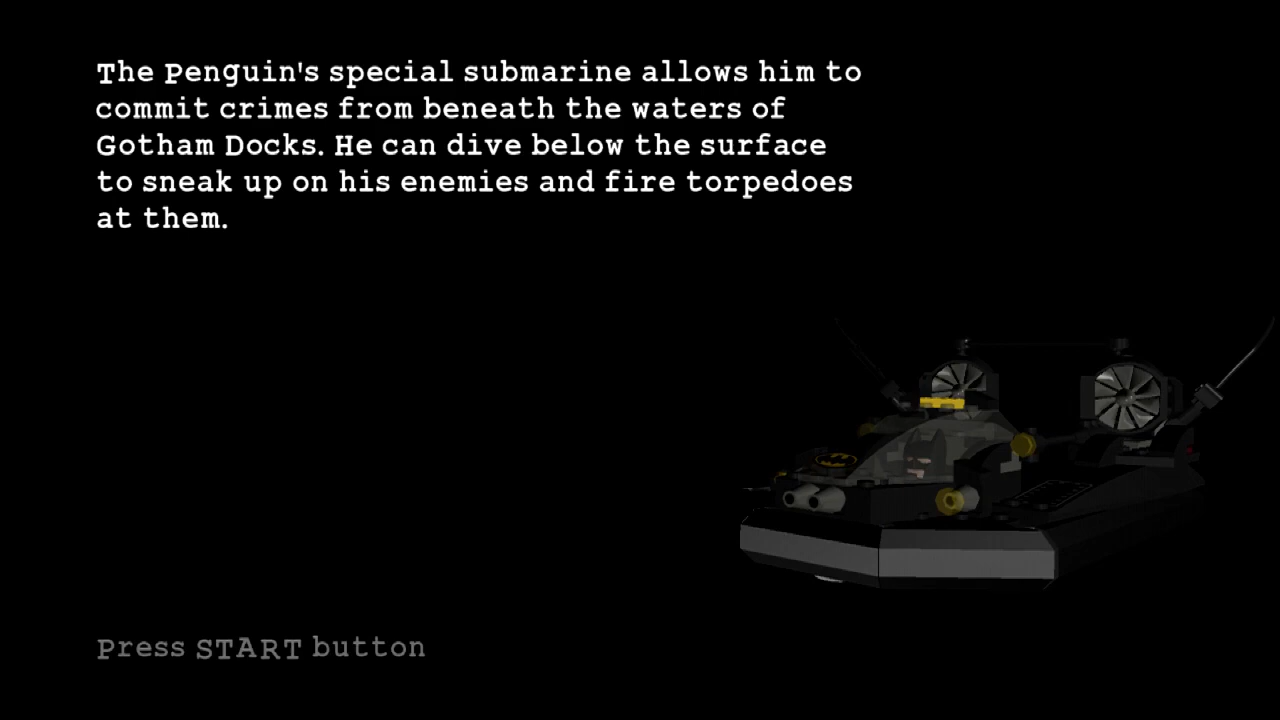 The Penguin's special submarine allows him to
commit crimes from beneath the waters of
Gotham Docks. He can dive below the surface
to sneak up on his enemies and fire torpedoes
at them.
Press START button